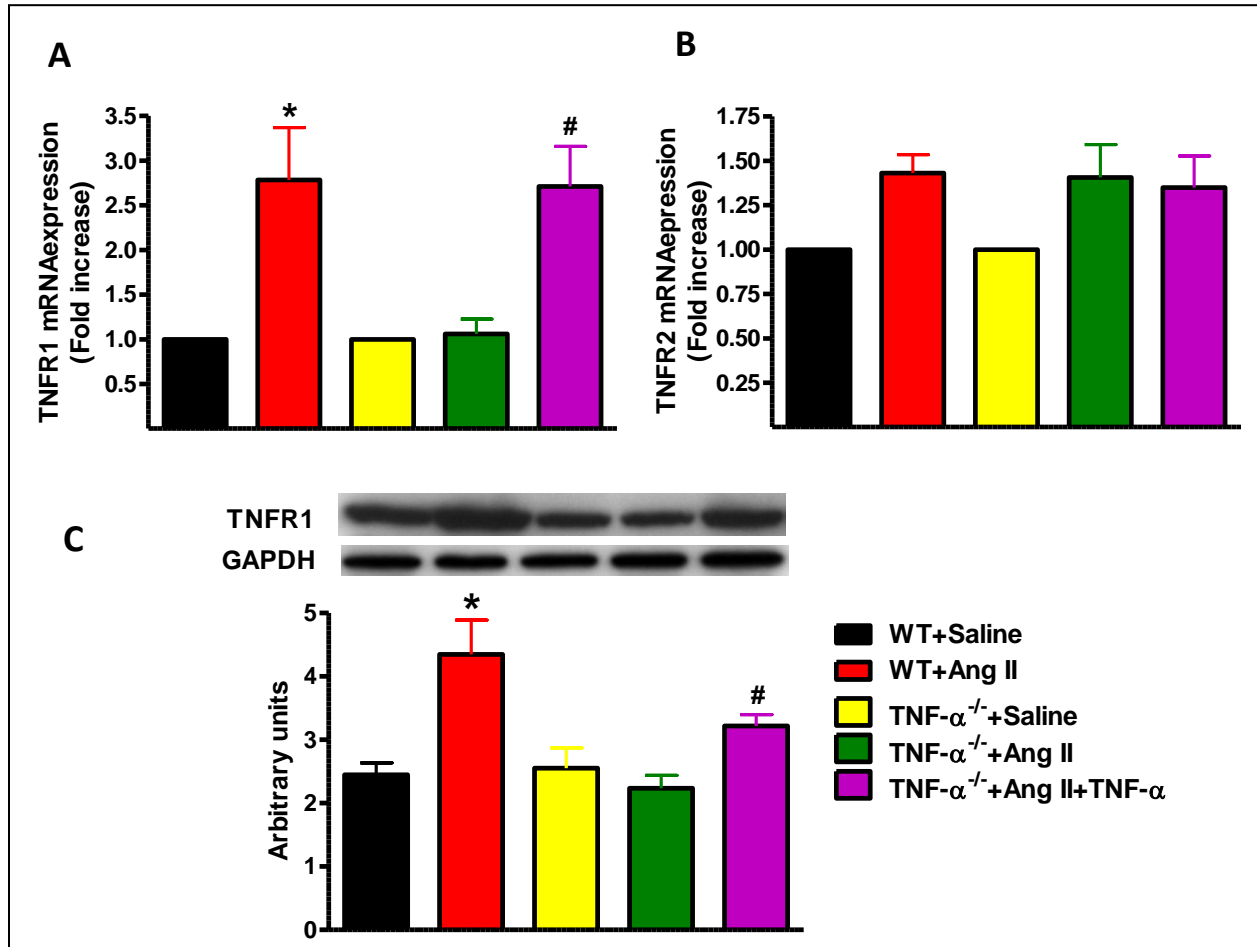 A
TNFR1 mRNAexpression
(Fold increase)
3.5
3.0
2.5
2.0
1.5
1.0
0.5
*
#
B
TNFR2 mRNAepression
(Fold increase)
1.75
1.50
1.25
1.00
0.75
0.50
0.25
C
TNFR1
GAPDH
Arbitrary units
5
4
3
2
1
0
*
#
WT+Saline
WT+Ang II
TNF-α-/-+Saline
TNF-α-/-+Ang II
TNF-α-/-+Ang II+TNF-α